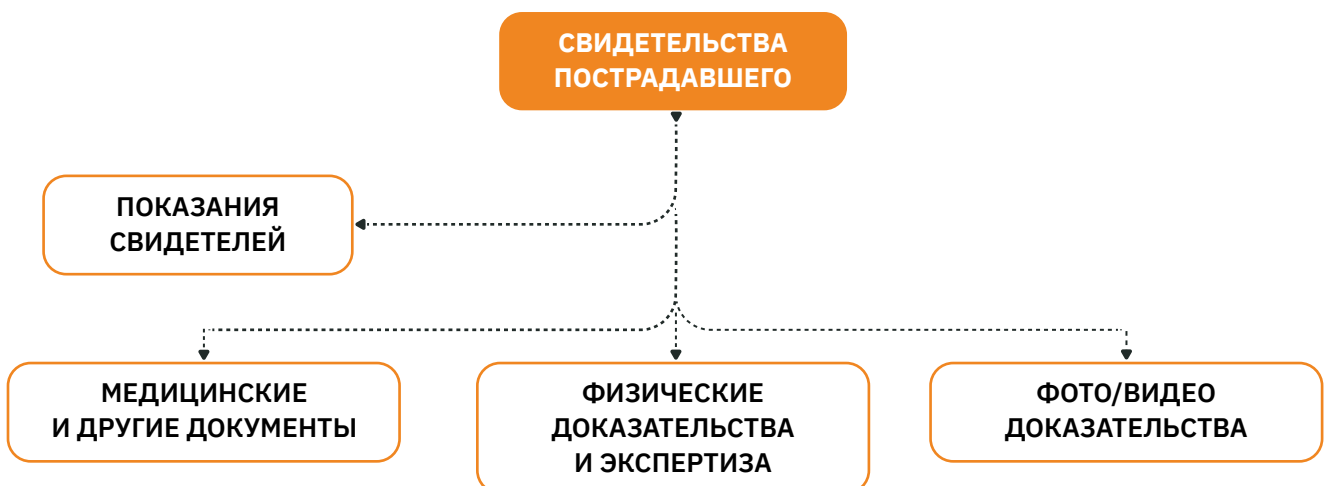 СВИДЕТЕЛЬСТВА
ПОСТРАДАВШЕГО
ПОКАЗАНИЯ
СВИДЕТЕЛЕЙ
МЕДИЦИНСКИЕ
И ДРУГИЕ ДОКУМЕНТЫ
ФИЗИЧЕСКИЕ
ДОКАЗАТЕЛЬСТВА
И ЭКСПЕРТИЗА
ФОТО/ВИДЕО
ДОКАЗАТЕЛЬСТВА